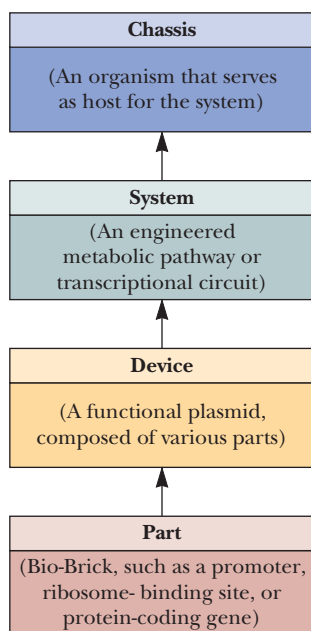 Chassis
(An organism that serves
as host for the system)
System
(An engineered
metabolic pathway or
transcriptional circuit)
Device
(A functional plasmid,
composed of various parts)
Part
(Bio-Brick, such as a promoter,
ribosome- binding site, or
protein-coding gene)